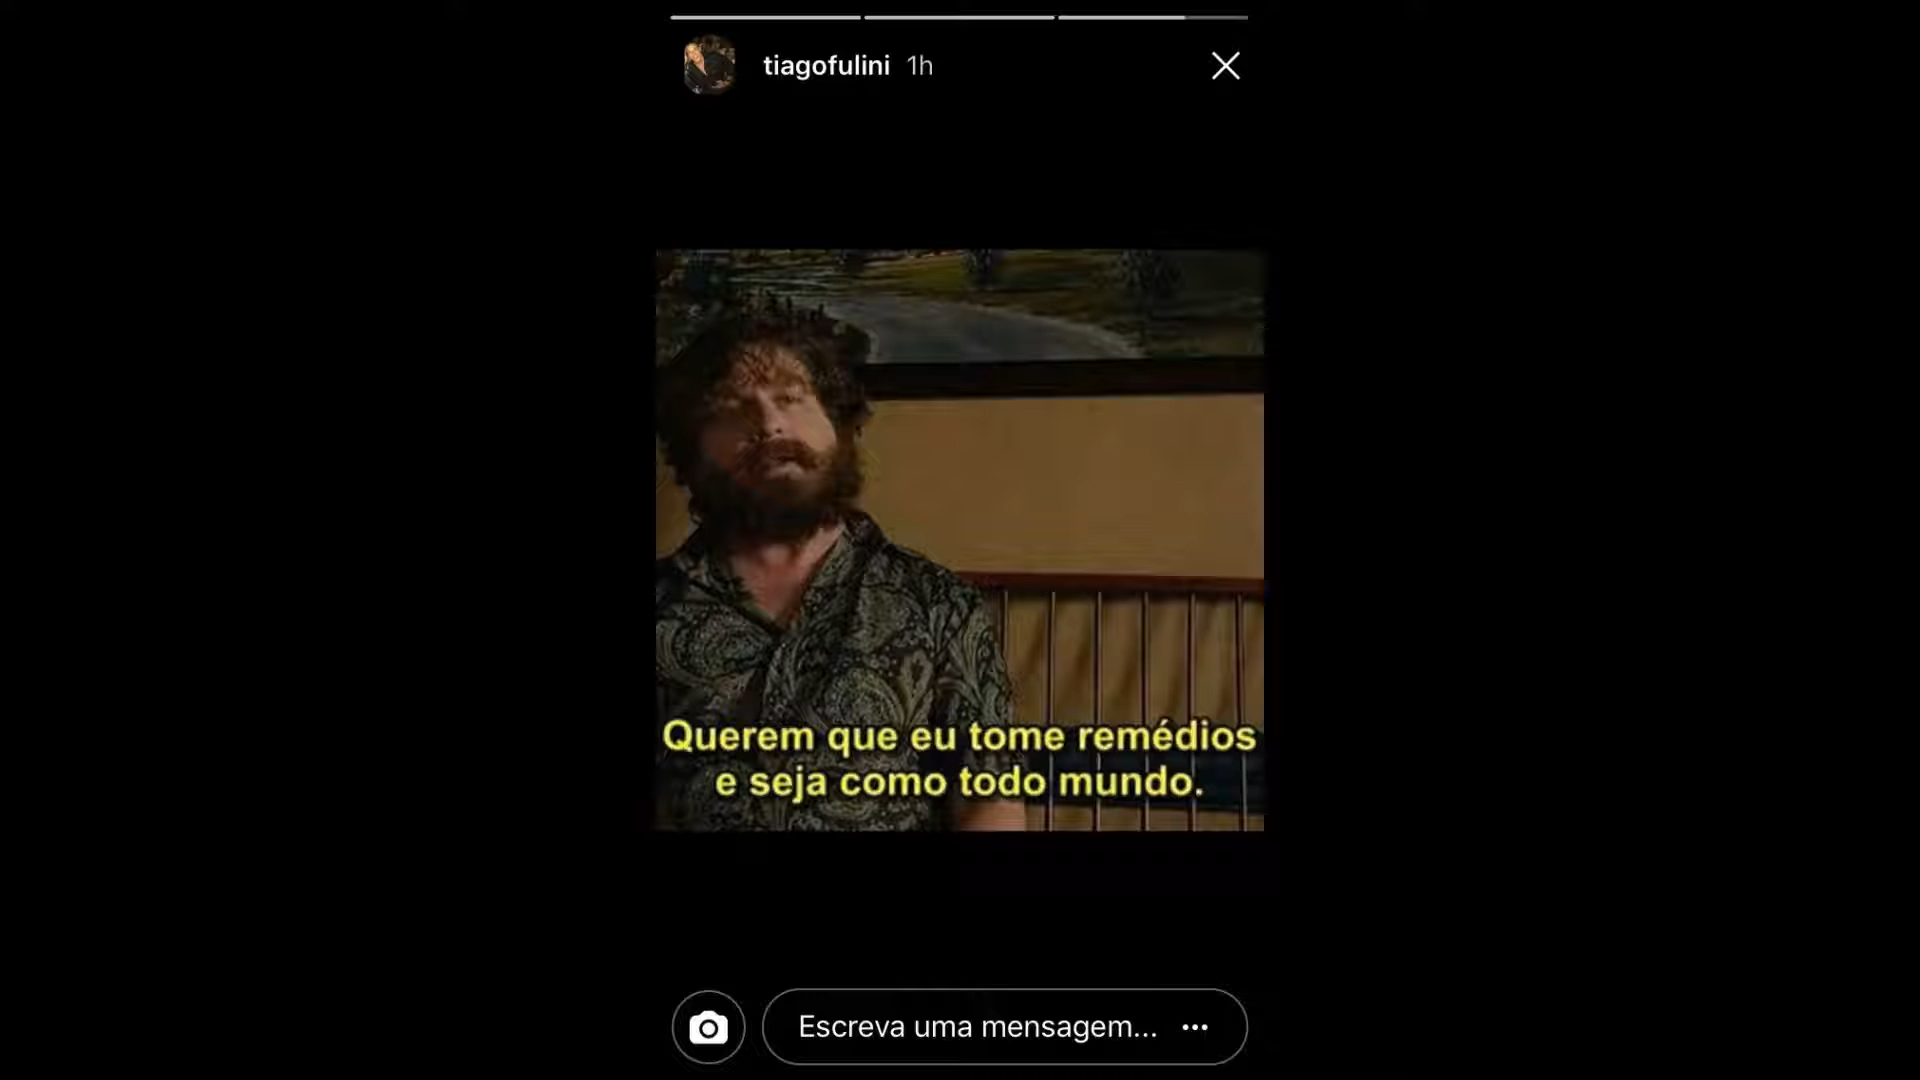 tiagofulini 1h
Querem que eu tome remédios
e seja como todo mundo.
Escreva uma mensagem...